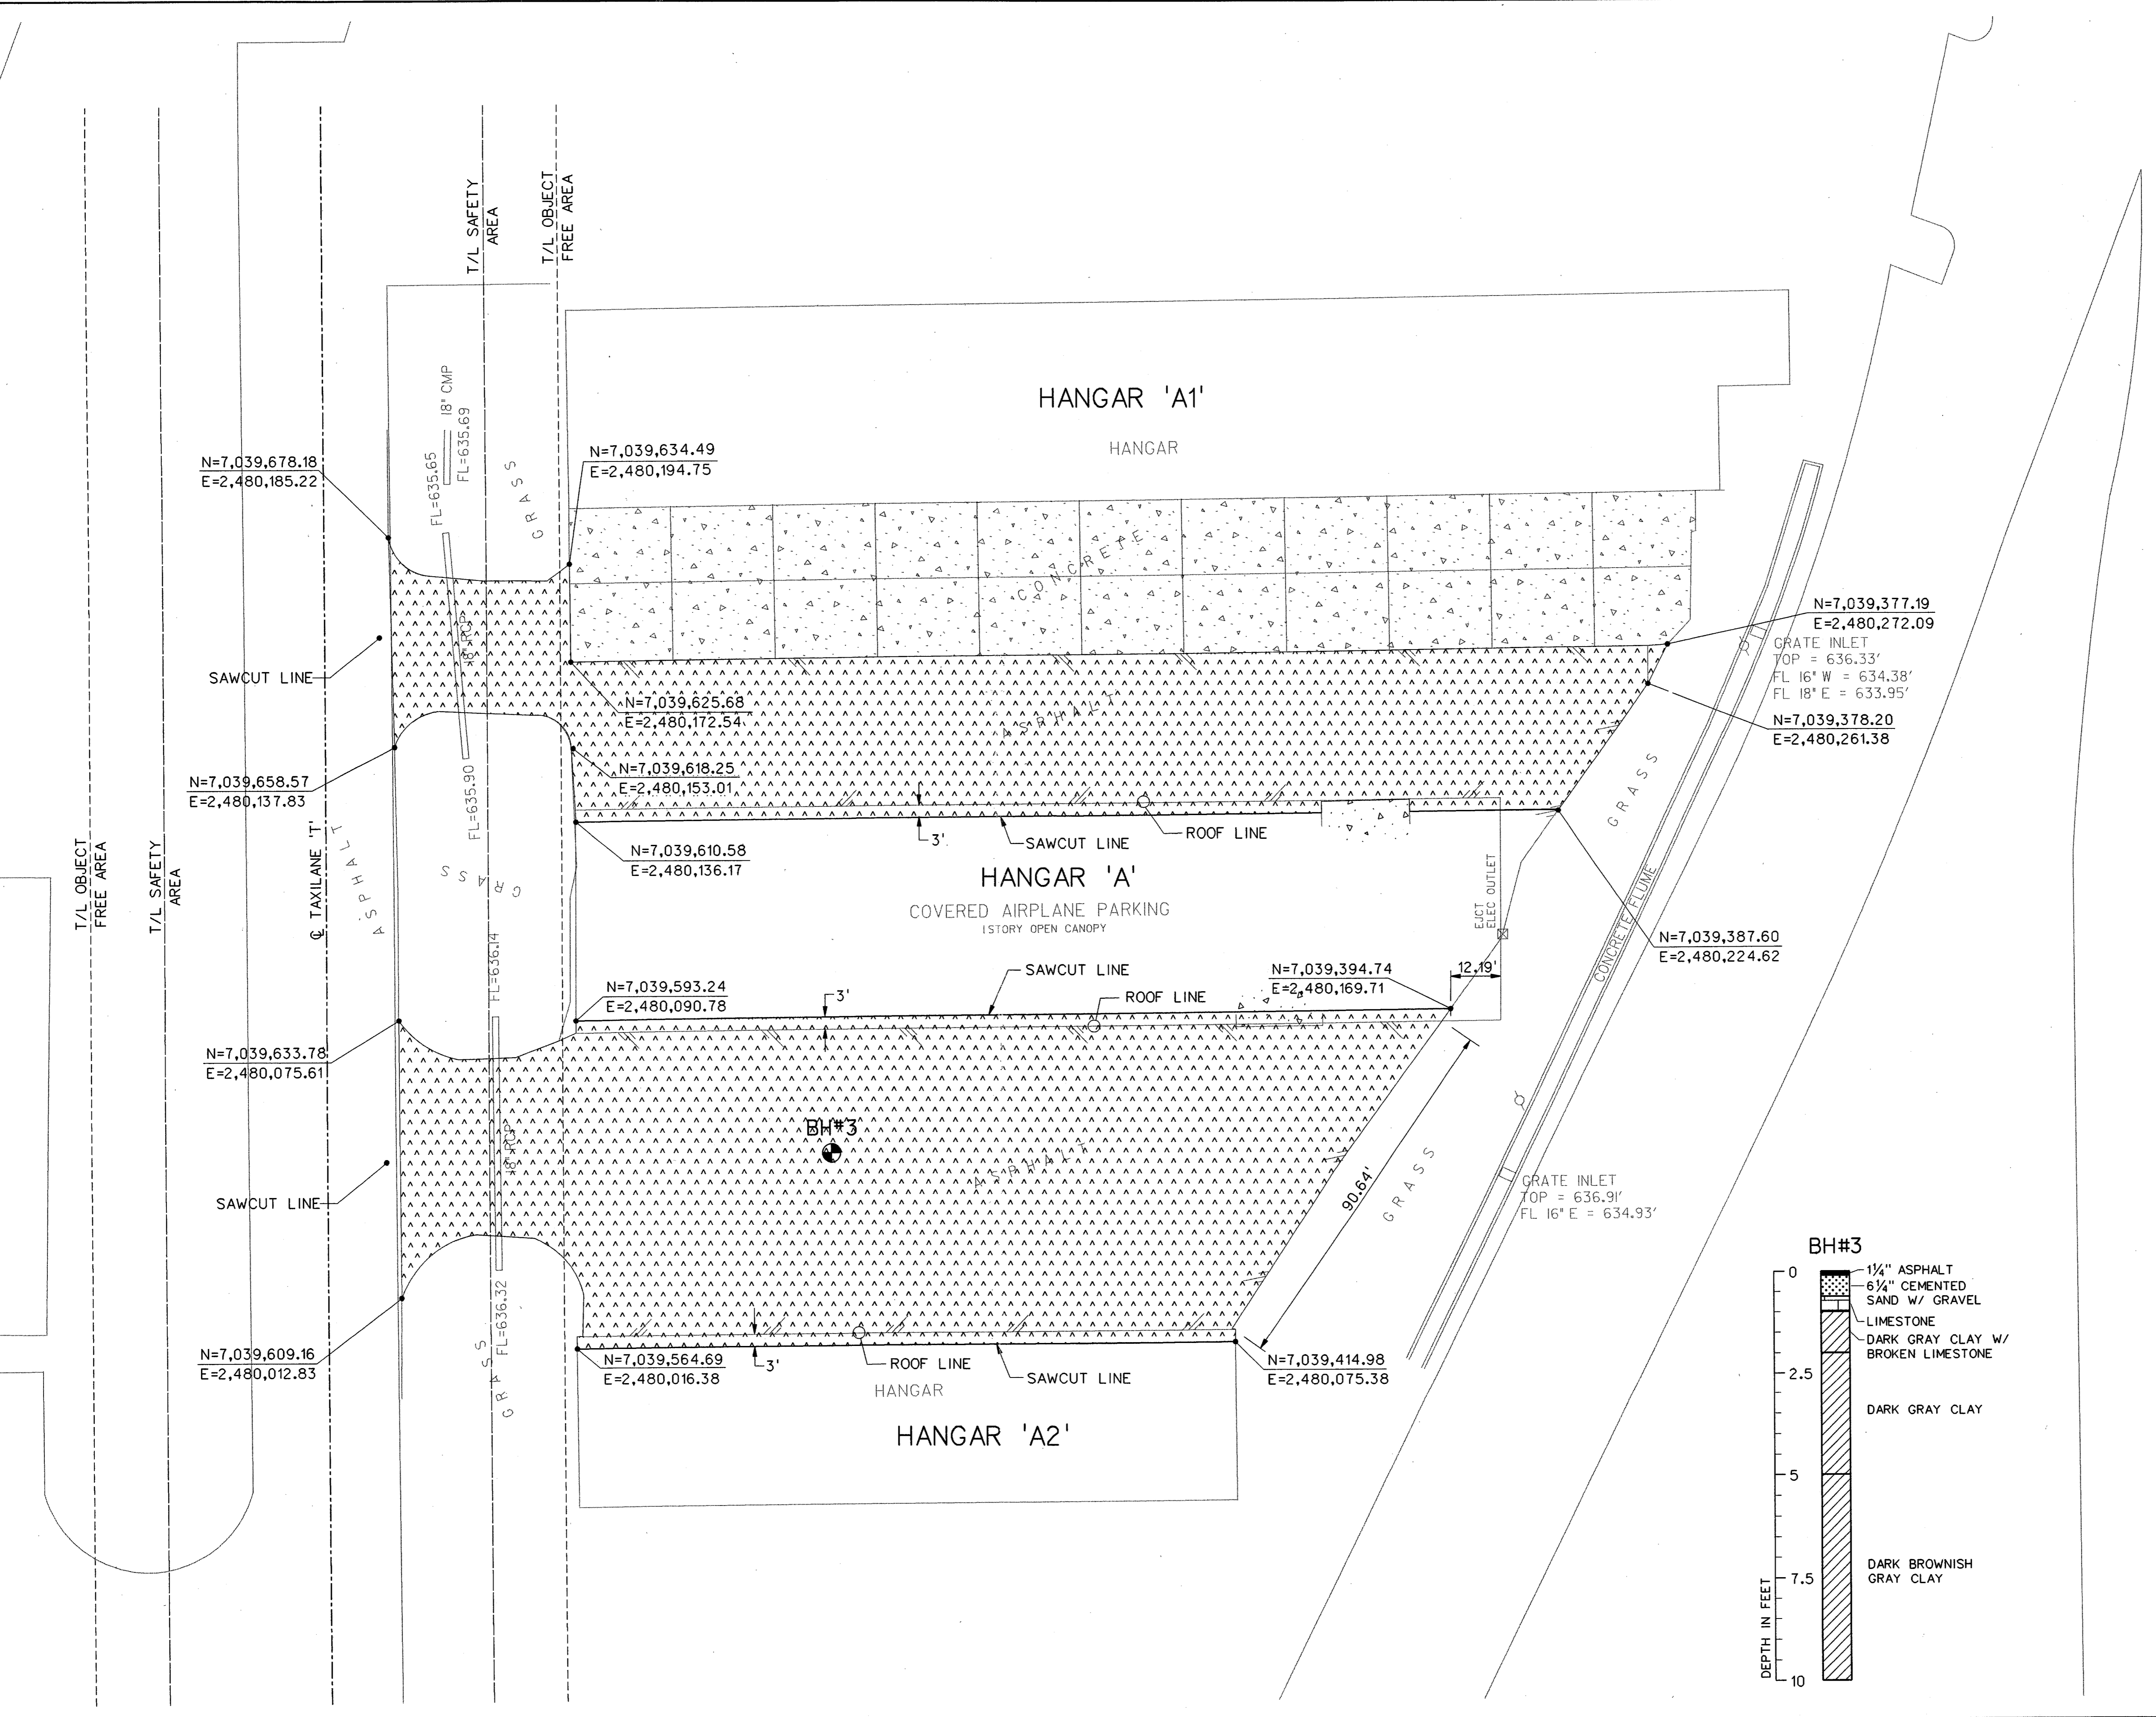 T/L SAFETY
AREA
T/L OBJECT
FREE AREA
HANGAR 'A1'
HANGAR
18" CMP
FL=635.69
FL=635.65
GRASS
N=7,039,678.18
E=2,480,185.22
N=7,039,634.49
E=2,480,194.75
CONCRETE
18" RCP
SAWCUT LINE
N=7,039,377.19
E=2,480,272.09
GRATE INLET
TOP = 636.33'
FL 16" W = 634.38'
FL 18" E = 633.95'
N=7,039,625.68
E=2,480,172.54
ASPHALT
N=7,039,378.20
E=2,480,261.38
N=7,039,618.25
E=2,480,153.01
N=7,039,658.57
E=2,480,137.83
FL=635.90
GRASS
3'
SAWCUT LINE
ROOF LINE
N=7,039,610.58
E=2,480,136.17
T/L OBJECT
FREE AREA
T/L SAFETY
AREA
℄ TAXILANE 'T'
ASPHALT
GRASS
HANGAR 'A'
COVERED AIRPLANE PARKING
1STORY OPEN CANOPY
EJCT
ELEC OUTLET
CONCRETE FLUME
N=7,039,387.60
E=2,480,224.62
FL=636.14
N=7,039,593.24
E=2,480,090.78
3'
SAWCUT LINE
ROOF LINE
N=7,039,394.74
E=2,480,169.71
12.19'
N=7,039,633.78
E=2,480,075.61
BH#3
18" RCP
ASPHALT
90.64'
GRASS
SAWCUT LINE
GRATE INLET
TOP = 636.91'
FL 16" E = 634.93'
FL=636.32
GRASS
N=7,039,609.16
E=2,480,012.83
N=7,039,564.69
E=2,480,016.38
3'
ROOF LINE
SAWCUT LINE
N=7,039,414.98
E=2,480,075.38
HANGAR
HANGAR 'A2'
BH#3
0
1¼" ASPHALT
6¼" CEMENTED
SAND W/ GRAVEL
LIMESTONE
DARK GRAY CLAY W/
BROKEN LIMESTONE
2.5
DARK GRAY CLAY
5
DARK BROWNISH
GRAY CLAY
7.5
10
DEPTH IN FEET